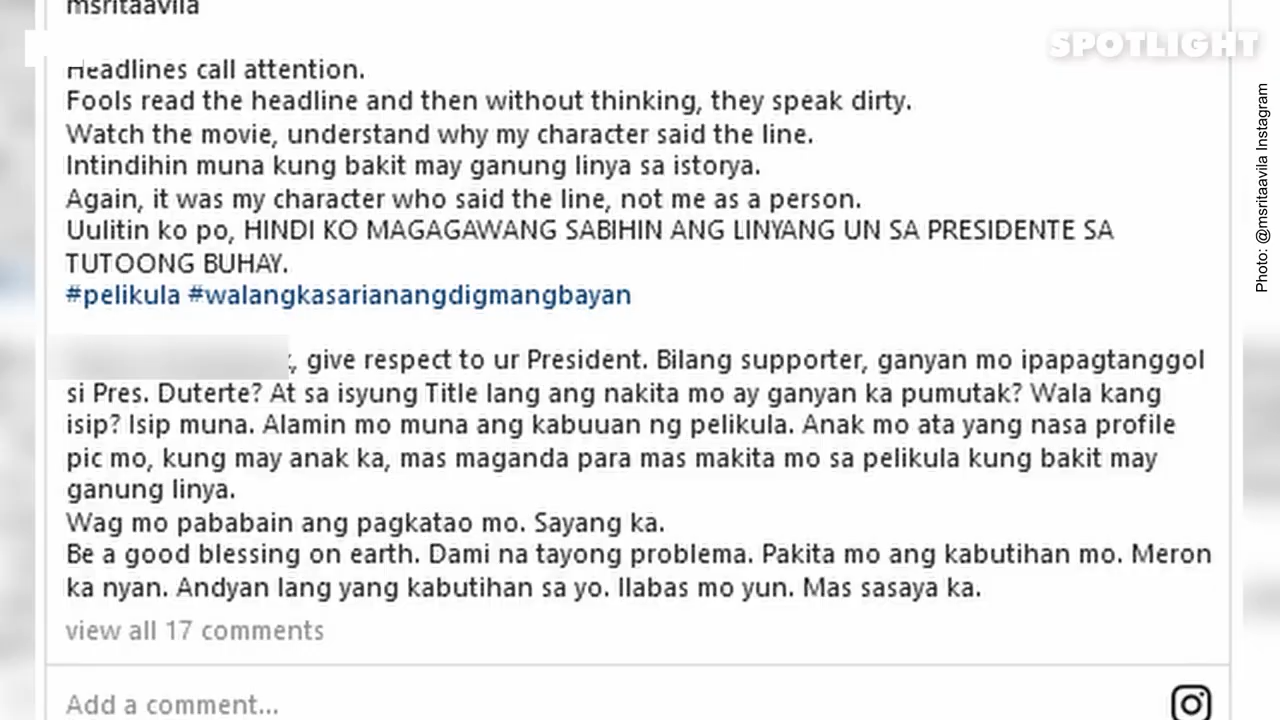 msritaavila
SPOTLIGHT
Headlines call attention.
Fools read the headline and then without thinking, they speak dirty.
Watch the movie, understand why my character said the line.
Intindihin muna kung bakit may ganung linya sa istorya.
Again, it was my character who said the line, not me as a person.
Uulitin ko po, HINDI KO MAGAGAWANG SABIHIN ANG LINYANG UN SA PRESIDENTE SA
TUTOONG BUHAY.
#pelikula #walangkasarianangdigmangbayan
, give respect to ur President. Bilang supporter, ganyan mo ipapagtanggol
si Pres. Duterte? At sa isyung Title lang ang nakita mo ay ganyan ka pumutak? Wala kang
isip? Isip muna. Alamin mo muna ang kabuuan ng pelikula. Anak mo ata yang nasa profile
pic mo, kung may anak ka, mas maganda para mas makita mo sa pelikula kung bakit may
ganung linya.
Wag mo pababain ang pagkatao mo. Sayang ka.
Be a good blessing on earth. Dami na tayong problema. Pakita mo ang kabutihan mo. Meron
ka nyan. Andyan lang yang kabutihan sa yo. Ilabas mo yun. Mas sasaya ka.
view all 17 comments
Add a comment...
Photo: @msritaavila Instagram